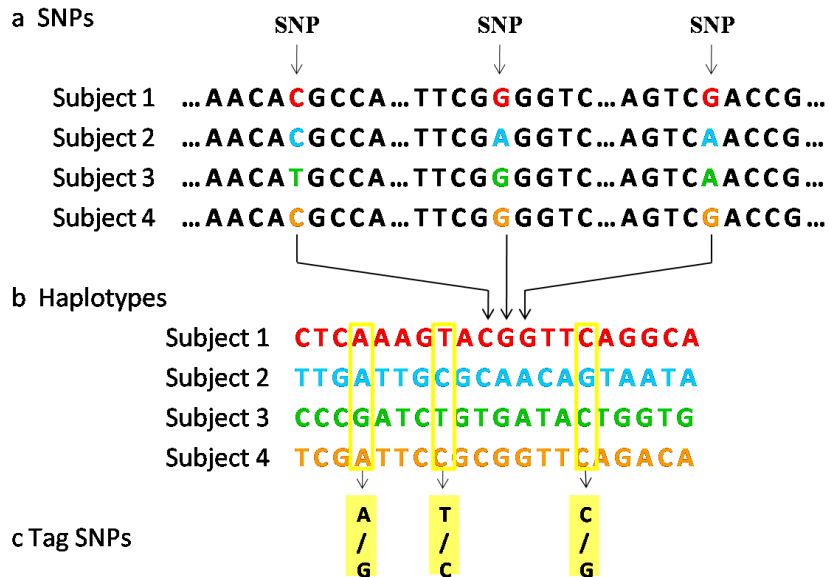 a SNPs
SNP SNP SNP
Subject 1 ...AACACGCCA...TTCGGGGTC...AGTCGACCG...
Subject 2 ...AACACGCCA...TTCGAGGTC...AGTCAACCG...
Subject 3 ...AACATGCCA...TTCGGGGTC...AGTCAACCG...
Subject 4 ...AACACGCCA...TTCGGGGTC...AGTCGACCG...
b Haplotypes
Subject 1 CTCAAAGTACGGTTCAGGCA
Subject 2 TTGATTGCGCAACAGTAATA
Subject 3 CCCGATCTGTGATACTGGTG
Subject 4 TCGATTCCGCGGTTCAGACA
A T C
/ / /
c Tag SNPs
G C G